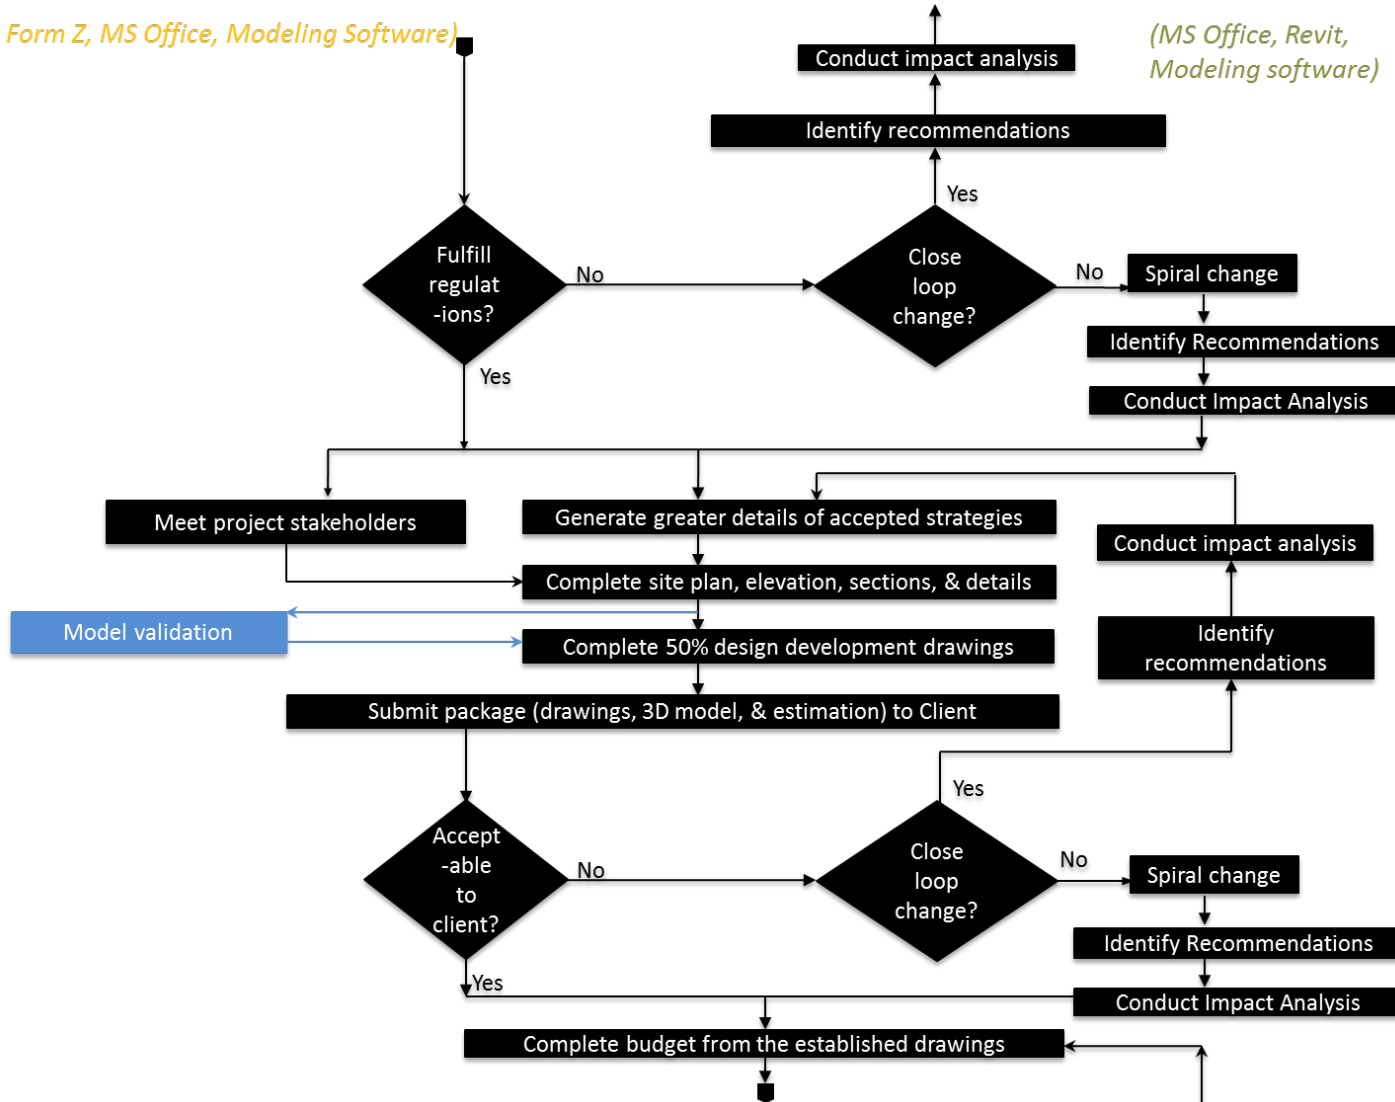 Form Z, MS Office, Modeling Software)
(MS Office, Revit,
Modeling software)
Conduct impact analysis
Identify recommendations
Yes
Fulfill
regulat
-ions?
No
Close
loop
change?
No
Spiral change
Identify Recommendations
Yes
Conduct Impact Analysis
Meet project stakeholders
Generate greater details of accepted strategies
Conduct impact analysis
Complete site plan, elevation, sections, & details
Model validation
Complete 50% design development drawings
Identify
recommendations
Submit package (drawings, 3D model, & estimation) to Client
Yes
Accept
-able
to
client?
No
Close
loop
change?
No
Spiral change
Identify Recommendations
Yes
Conduct Impact Analysis
Complete budget from the established drawings